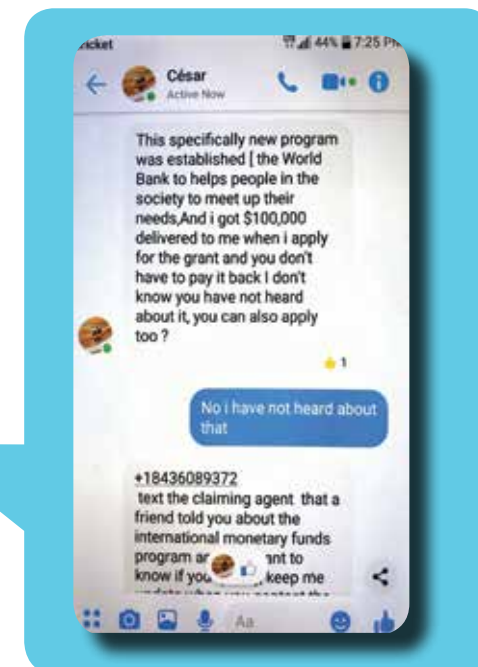 44% 7:25
César
Active Now
This specifically new program
was established [ the World
Bank to helps people in the
society to meet up their
needs,And i got $100,000
delivered to me when i apply
for the grant and you don't
have to pay it back I don't
know you have not heard
about it, you can also apply
too ?
1
No i have not heard about
that
+18436089372
text the claiming agent that a
friend told you about the
international monetary funds
program
know if you keep me
Aa